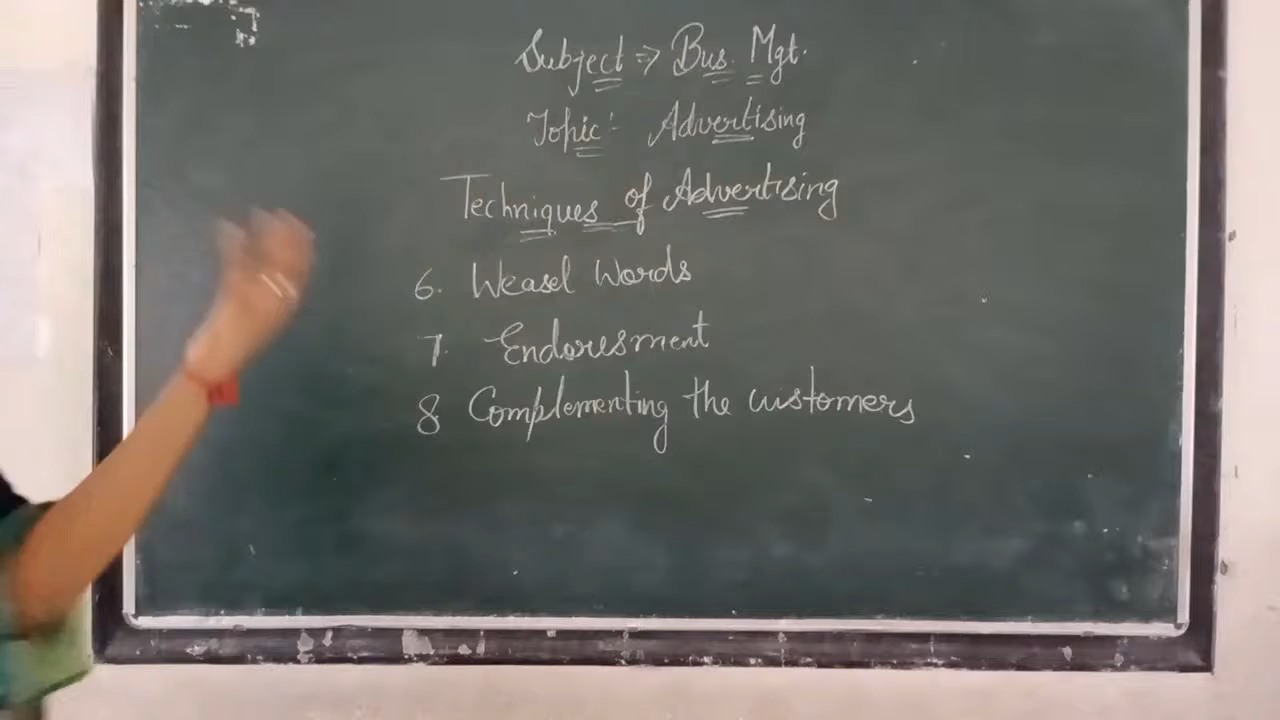 Subject => Bus. Mgt.
Topic: Advertising
Techniques of Advertising
6. Weasel Words
7. Endoresment
8 Complementing the customers